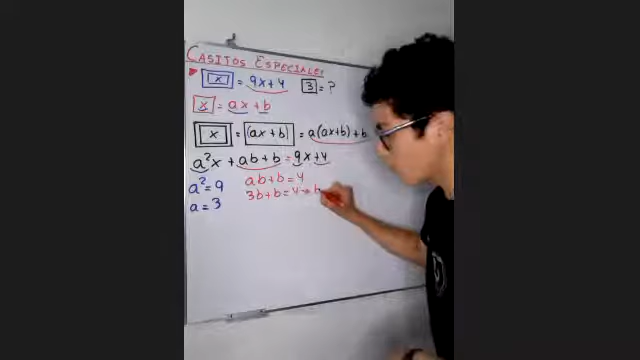 CASITOS ESPECIALES
x = 9x+4 3 = ?
x = ax + b
x = (ax+b) = a(ax+b)+b
a²x + ab+b = 9x+4
a² = 9 ab+b = 4
a = 3 3b+b = 4 → b